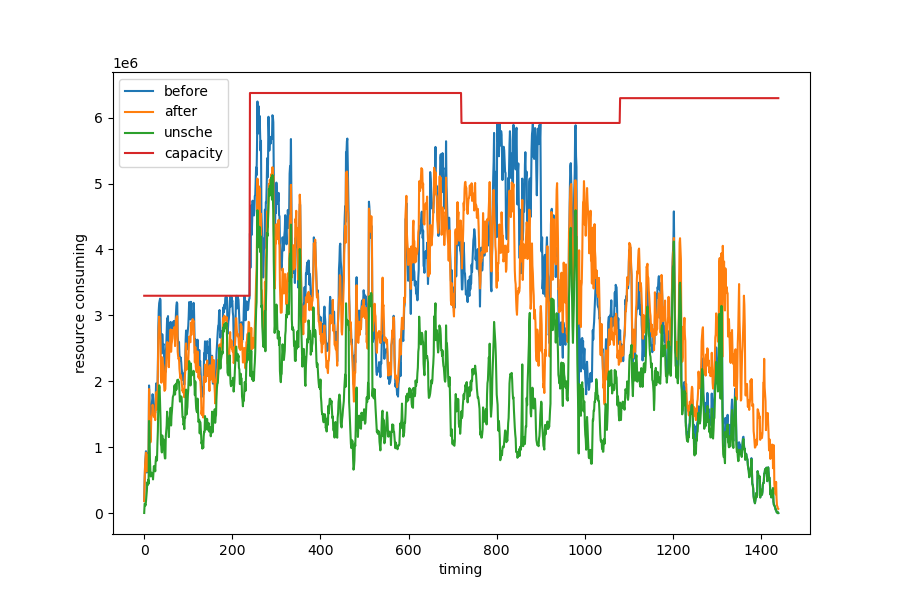 1e6
before
after
unsche
capacity
6
5
4
3
2
1
0
resource consuming
0 200 400 600 800 1000 1200 1400
timing